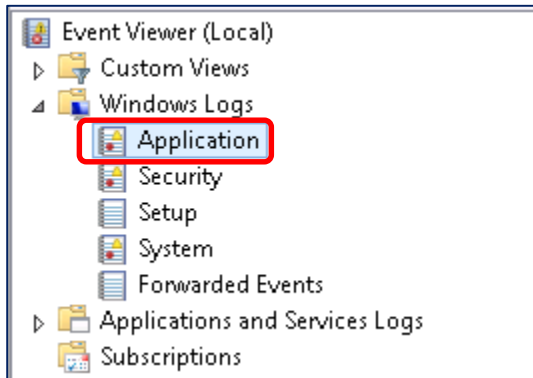 Event Viewer (Local)
Custom Views
Windows Logs
Application
Security
Setup
System
Forwarded Events
Applications and Services Logs
Subscriptions